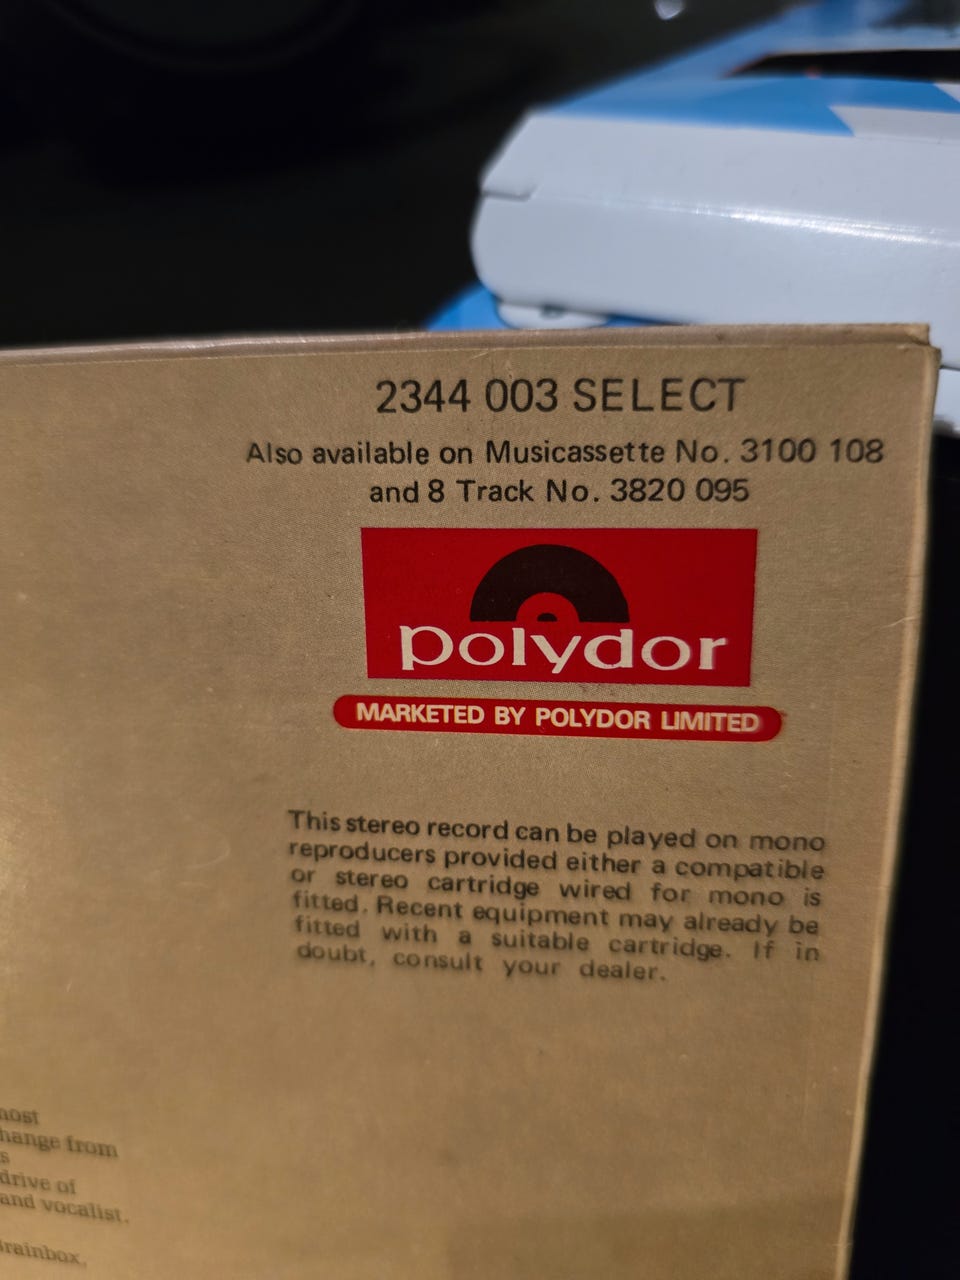 2344 003 SELECT
Also available on Musicassette No. 3100 108
and 8 Track No. 3820 095
polydor
MARKETED BY POLYDOR LIMITED
This stereo record can be played on mono
reproducers provided either a compatible
or stereo cartridge wired for mono is
fitted. Recent equipment may already be
fitted with a suitable cartridge. If in
doubt, consult your dealer.
from
drive of
and vocalist.